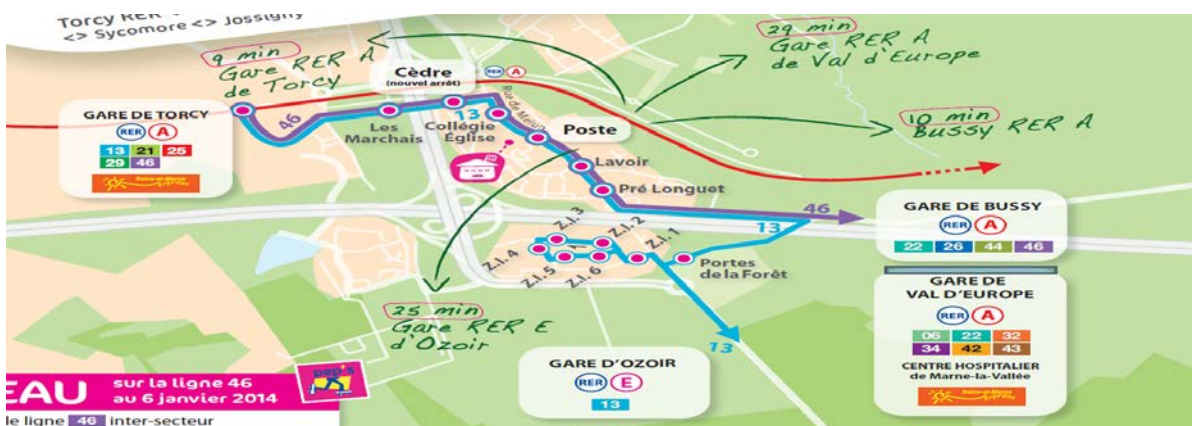 Torcy RER
<> Sycomore <> Jossigny
9 min
Gare RER A
de Torcy
29 min
Gare RER A
de Val d'Europe
Cèdre
(nouvel arrêt)
RER A
GARE DE TORCY
RER A
13 21 25
29 46
46
Les
Marchais
13
Collégie
Église
Rue de Melun
Poste
10 min
Bussy RER A
Lavoir
Pré Longuet
46
13
GARE DE BUSSY
RER A
22 26 44 46
Z.I.3
Z.I.2
Z.I.4
Z.I.1
Z.I.5
Z.I.6
Portes
de la Forêt
GARE DE
VAL D'EUROPE
RER A
06 22 32
34 42 43
CENTRE HOSPITALIER
de Marne-la-Vallée
25 min
Gare RER E
d'Ozoir
13
GARE D'OZOIR
RER E
13
EAU
sur la ligne 46
au 6 janvier 2014
pep's
le ligne 46 inter-secteur